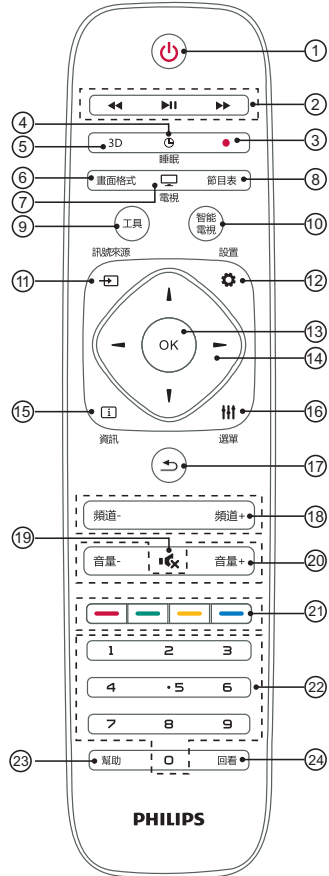 ①
②
④
③
⑤ 3D
睡眠
⑥ 畫面格式 節目表 ⑧
⑦ 電視
⑨ 工具 智能 電視 ⑩
訊號來源 設置
⑪ ⑫
OK ⑬
⑭
⑮ i ⑯
資訊 選單
⑰
頻道- 頻道+ ⑱
⑲
音量- 音量+ ⑳
㉑
1 2 3
4 ·5 6 ㉒
7 8 9
㉓ 幫助 0 回看 ㉔
PHILIPS